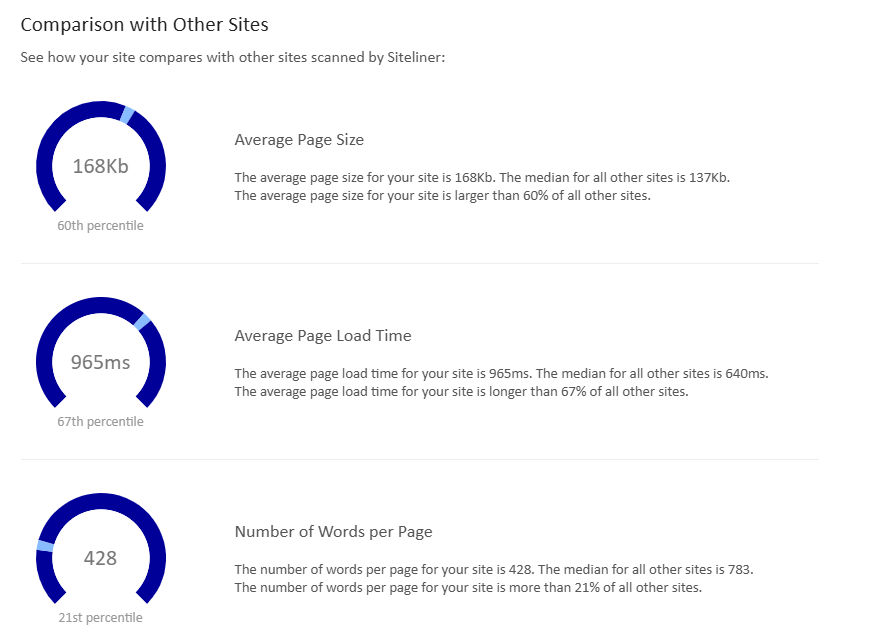 Comparison with Other Sites
See how your site compares with other sites scanned by Siteliner:
168Kb
60th percentile
Average Page Size
The average page size for your site is 168Kb. The median for all other sites is 137Kb.
The average page size for your site is larger than 60% of all other sites.
965ms
67th percentile
Average Page Load Time
The average page load time for your site is 965ms. The median for all other sites is 640ms.
The average page load time for your site is longer than 67% of all other sites.
428
21st percentile
Number of Words per Page
The number of words per page for your site is 428. The median for all other sites is 783.
The number of words per page for your site is more than 21% of all other sites.